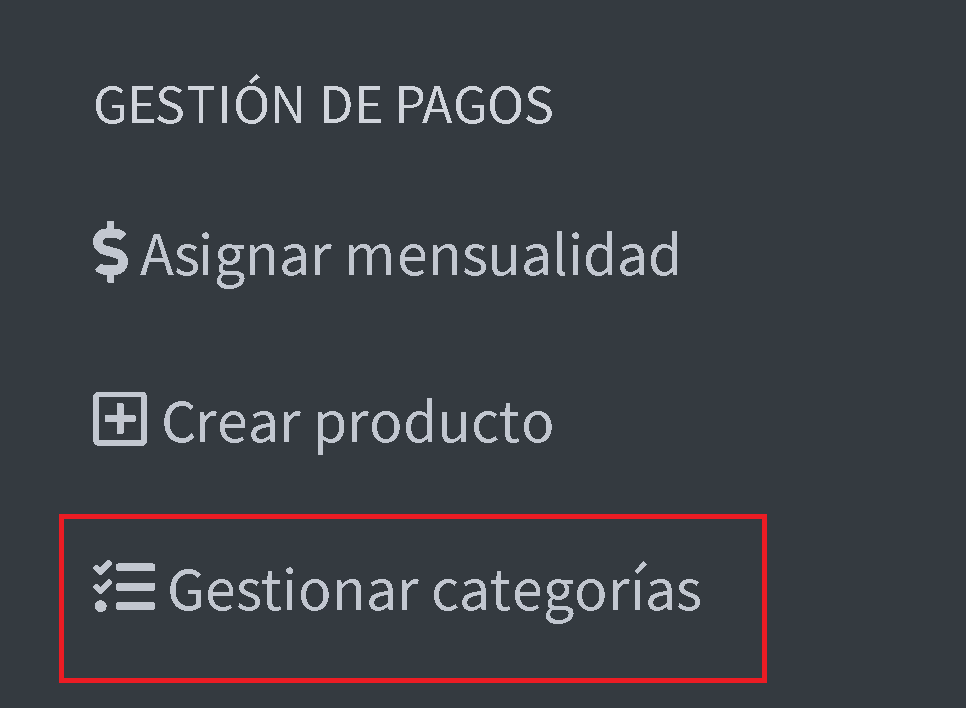 GESTIÓN DE PAGOS
$ Asignar mensualidad
Crear producto
Gestionar categorías